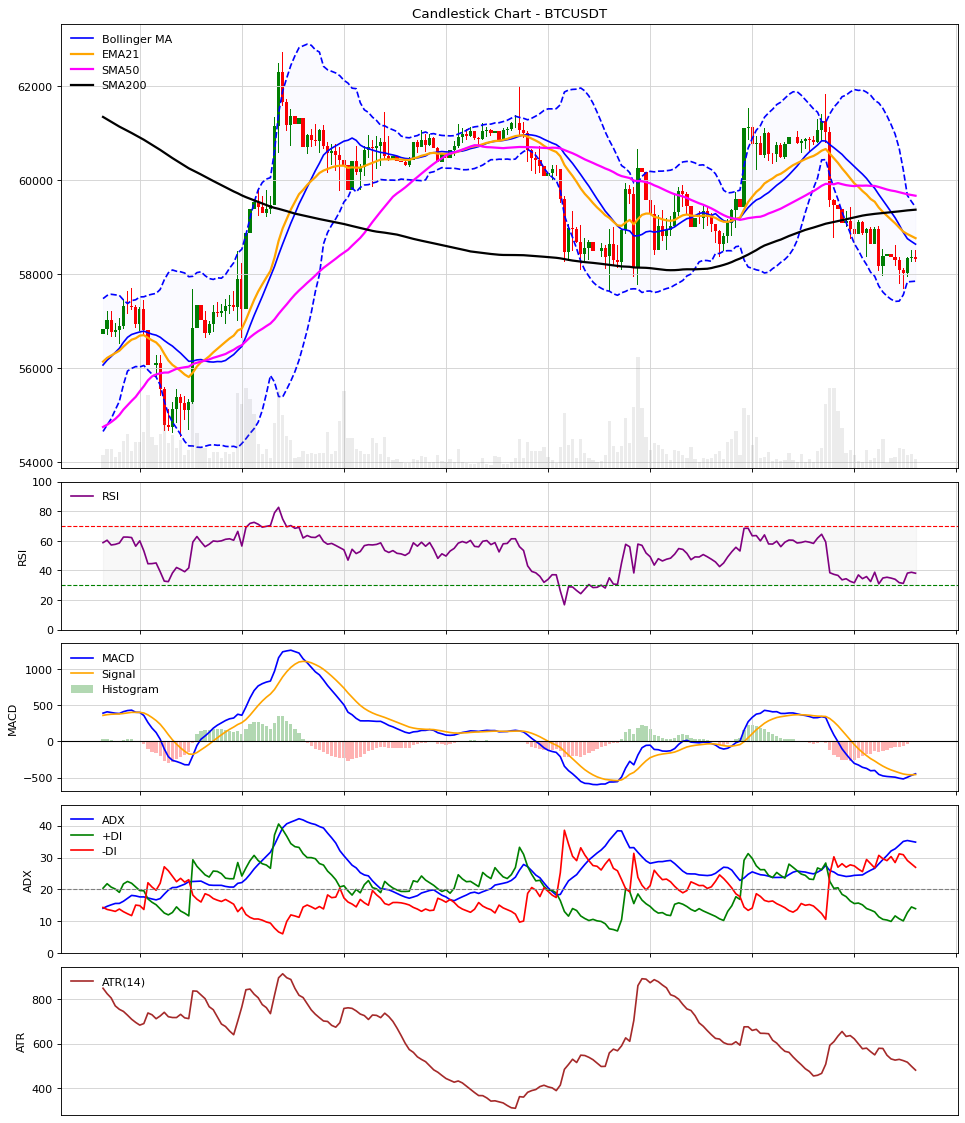 Candlestick Chart - BTCUSDT
Bollinger MA
EMA21
SMA50
SMA200
62000
60000
58000
56000
54000
RSI
RSI
100
80
60
40
20
0
MACD
Signal
Histogram
MACD
1000
500
0
−500
ADX
+DI
-DI
ADX
40
30
20
10
0
ATR(14)
ATR
800
600
400